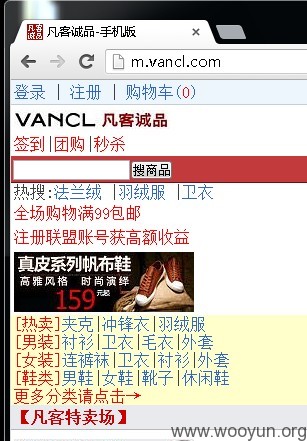 凡客诚品-手机版
m.vancl.com
登录 | 注册 | 购物车(0)
VANCL 凡客诚品
签到|团购|秒杀
搜商品
热搜:法兰绒 |羽绒服 |卫衣
全场购物满99包邮
注册联盟账号获高额收益
真皮系列帆布鞋
高雅风格 时尚演绎
159元起
[热卖]夹克|冲锋衣|羽绒服
[男装]衬衫|卫衣|毛衣|外套
[女装]连裤袜|卫衣|衬衫|外套
[鞋类]男鞋|女鞋|靴子|休闲鞋
更多分类请点击→
【凡客特卖场】
www.wooyun.org